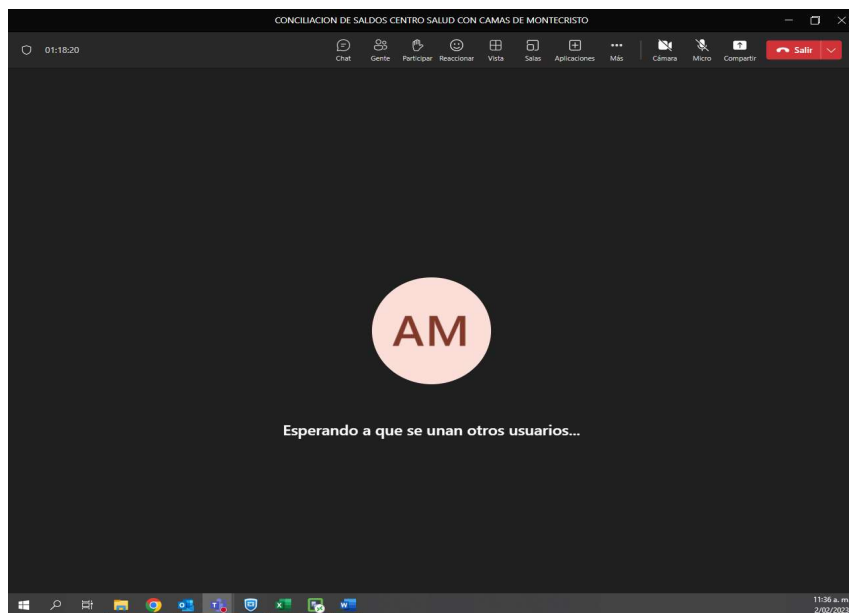 CONCILIACION DE SALDOS CENTRO SALUD CON CAMAS DE MONTECRISTO
01:18:20
Chat Gente Participar Reaccionar Vista Salas Aplicaciones Más Cámara Micro Compartir Salir
AM
Esperando a que se unan otros usuarios...
11:36 a. m
2/02/2023